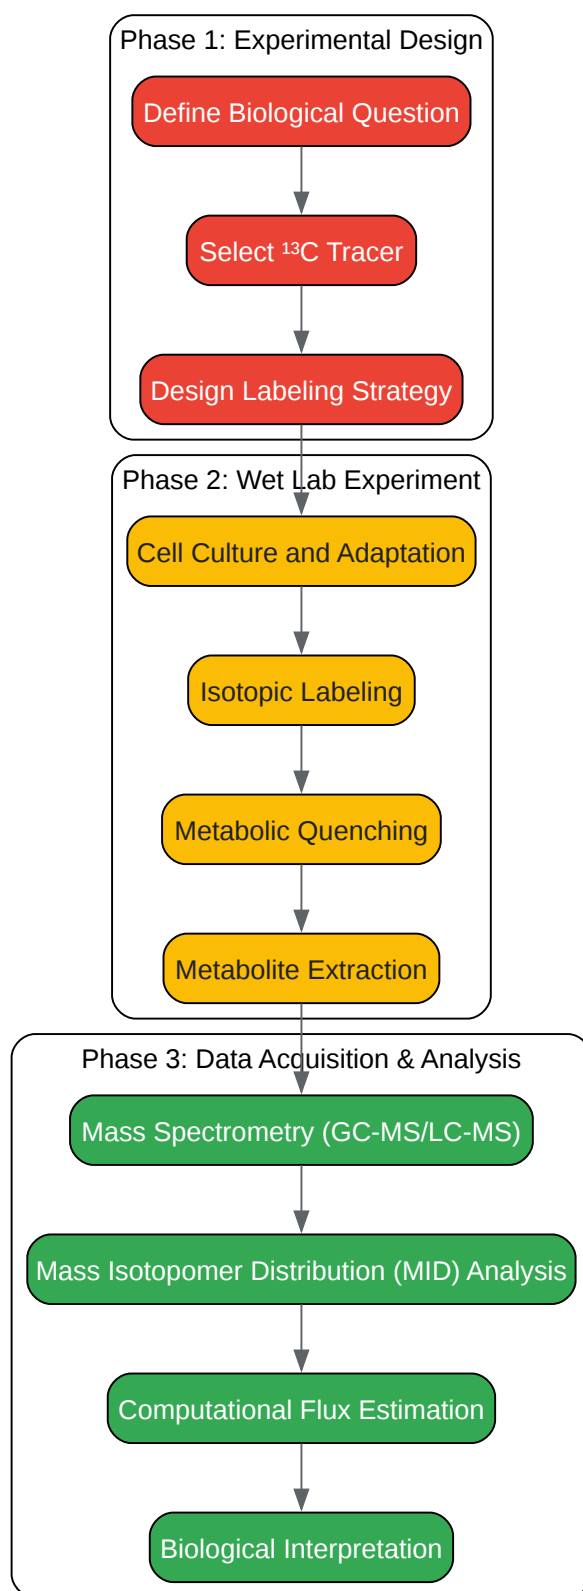 Phase 1: Experimental Design
Define Biological Question
Select ¹³C Tracer
Design Labeling Strategy
Phase 2: Wet Lab Experiment
Cell Culture and Adaptation
Isotopic Labeling
Metabolic Quenching
Metabolite Extraction
Phase 3: Data Acquisition & Analysis
Mass Spectrometry (GC-MS/LC-MS)
Mass Isotopomer Distribution (MID) Analysis
Computational Flux Estimation
Biological Interpretation